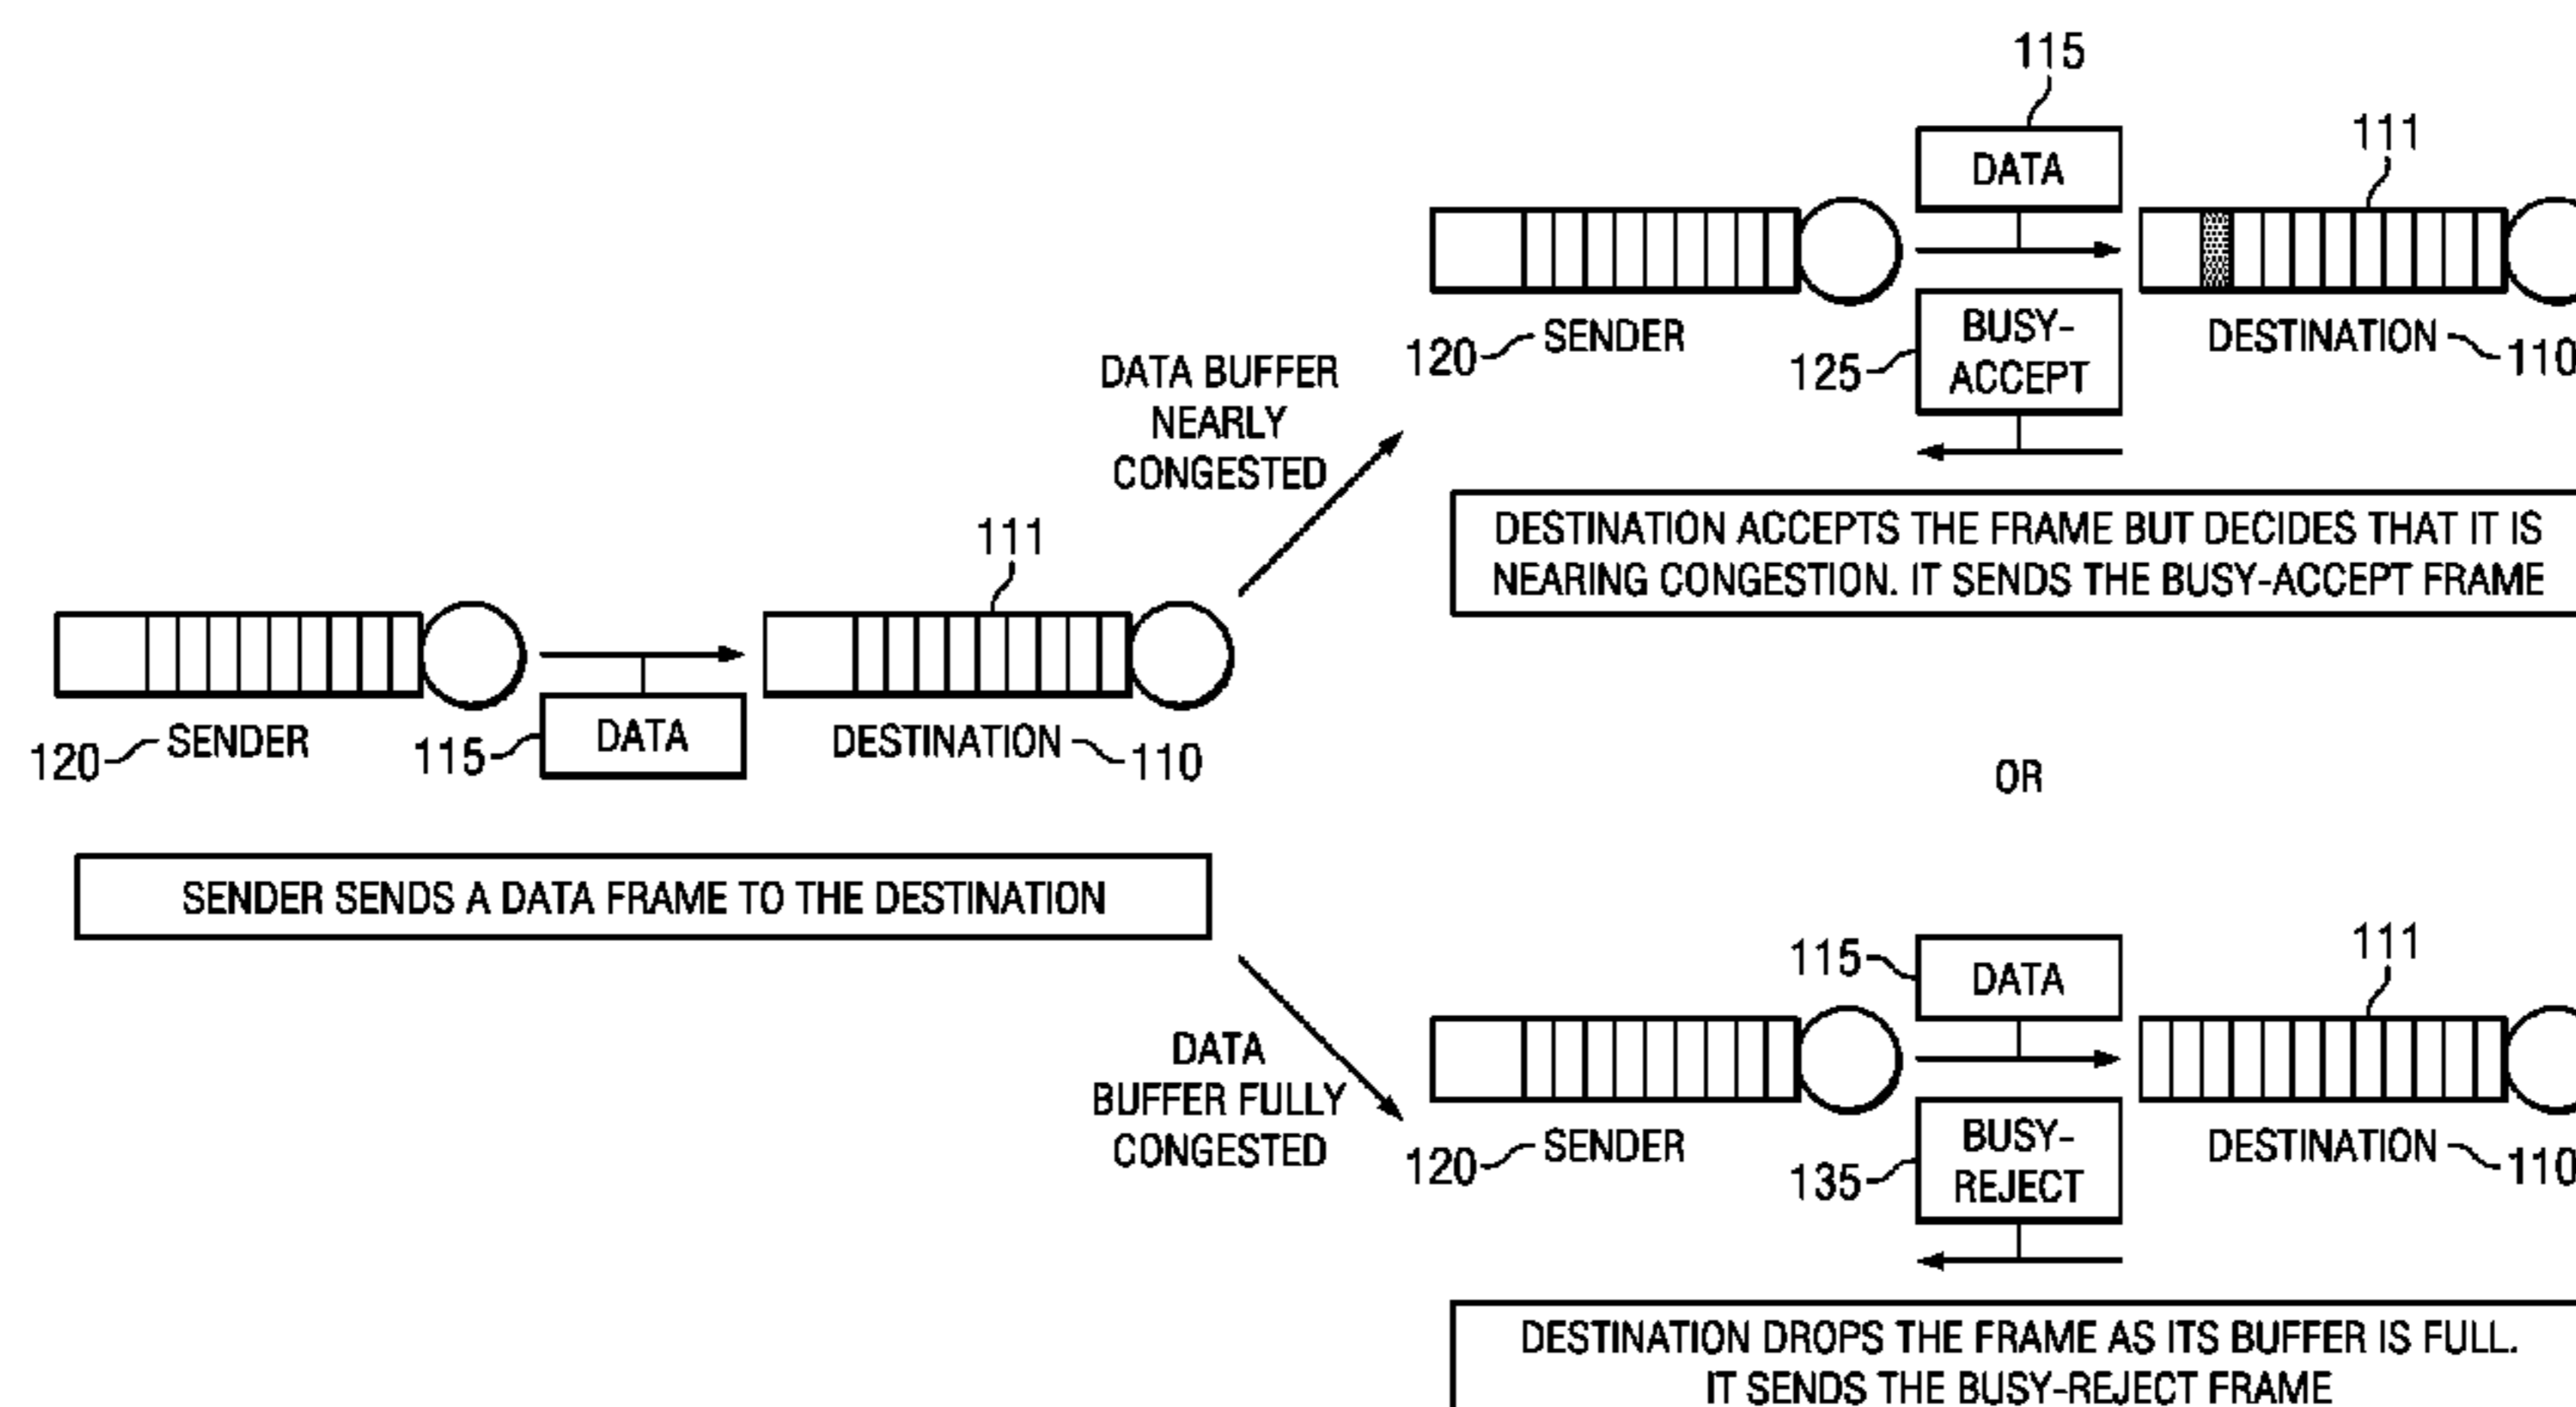 115
111
DATA
120 SENDER
BUSY-
ACCEPT
125
DESTINATION 110
DATA BUFFER
NEARLY
CONGESTED
DESTINATION ACCEPTS THE FRAME BUT DECIDES THAT IT IS
NEARING CONGESTION. IT SENDS THE BUSY-ACCEPT FRAME
111
120 SENDER
115 DATA
DESTINATION 110
OR
SENDER SENDS A DATA FRAME TO THE DESTINATION
DATA
BUFFER FULLY
CONGESTED
115 DATA
111
120 SENDER
BUSY-
REJECT
135
DESTINATION 110
DESTINATION DROPS THE FRAME AS ITS BUFFER IS FULL.
IT SENDS THE BUSY-REJECT FRAME